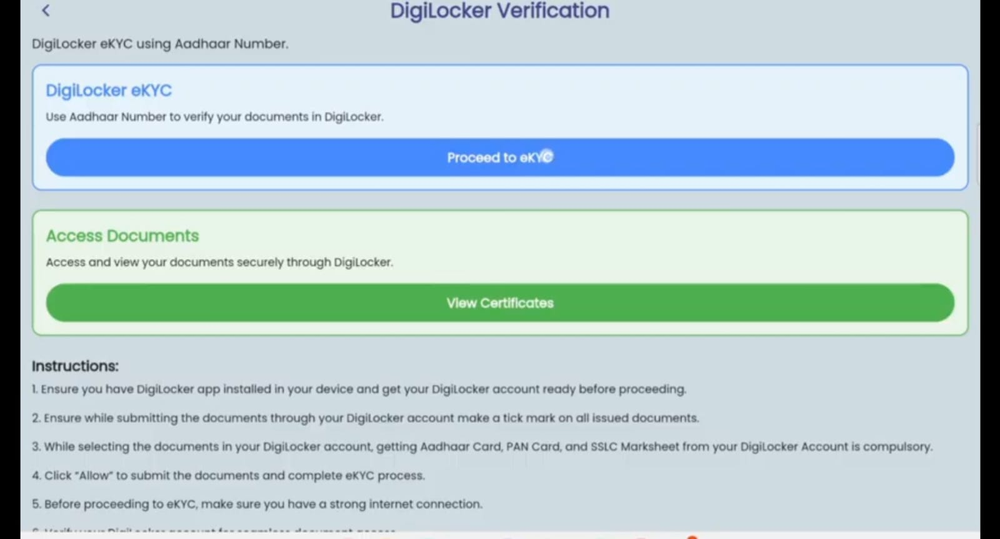 DigiLocker Verification
DigiLocker eKYC using Aadhaar Number.
DigiLocker eKYC
Use Aadhaar Number to verify your documents in DigiLocker.
Proceed to eKYC
Access Documents
Access and view your documents securely through DigiLocker.
View Certificates
Instructions:
1. Ensure you have DigiLocker app installed in your device and get your DigiLocker account ready before proceeding.
2. Ensure while submitting the documents through your DigiLocker account make a tick mark on all issued documents.
3. While selecting the documents in your DigiLocker account, getting Aadhaar Card, PAN Card, and SSLC Marksheet from your DigiLocker Account is compulsory.
4. Click "Allow" to submit the documents and complete eKYC process.
5. Before proceeding to eKYC, make sure you have a strong internet connection.